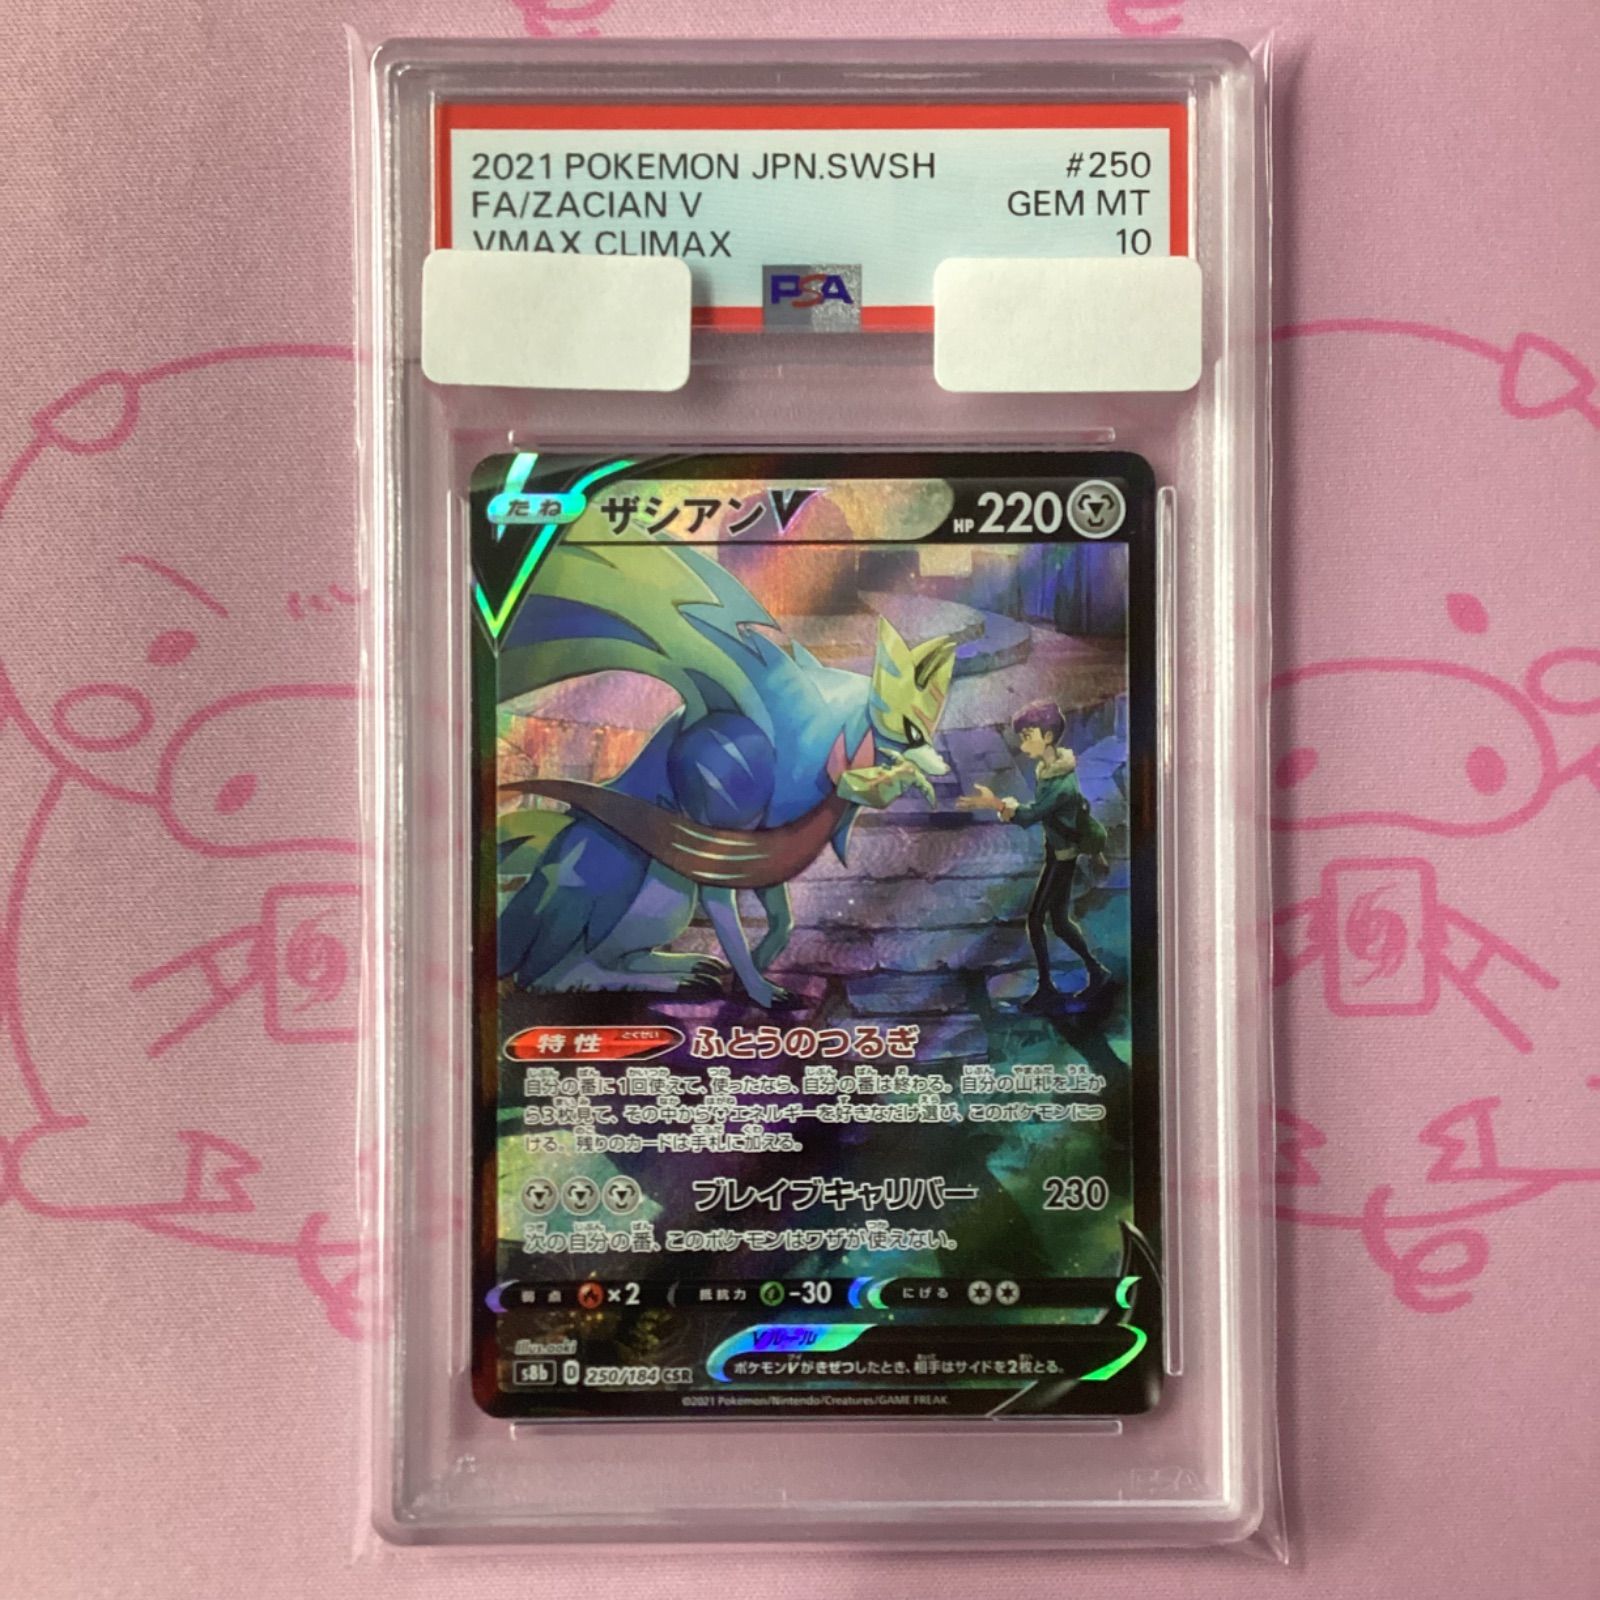 2021 POKEMON JPN.SWSH #250
FA/ZACIAN V GEM MT
VMAX CLIMAX 10
PSA
たね ザシアンV HP 220
特性 とくせい ふとうのつるぎ
自分の番に1回使えて、使ったなら、自分の番は終わる。自分の山札を上か
ら3枚見て、その中からエネルギーを好きなだけ選び、このポケモンにつ
ける。残りのカードは手札に加える。
ブレイブキャリバー 230
次の自分の番、このポケモンはワザが使えない。
弱点 ×2 抵抗力 -30 にげる
Vルール
Illus.aoki
ポケモンVがきぜつしたとき、相手はサイドを2枚とる。
s8b D 250/184 CSR
©2021 Pokémon/Nintendo/Creatures/GAME FREAK